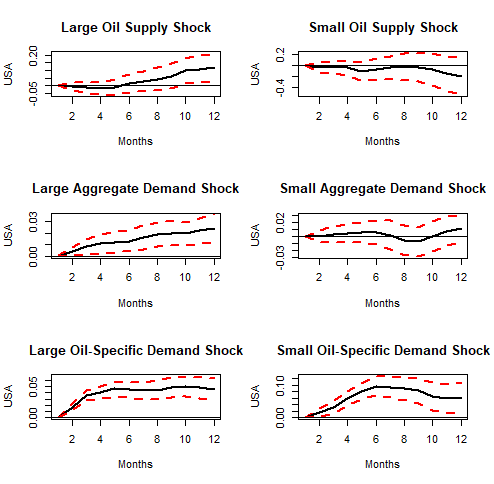 Large Oil Supply Shock
USA
0.20
-0.05
2 4 6 8 10 12
Months
Small Oil Supply Shock
USA
0.2
-0.4
2 4 6 8 10 12
Months
Large Aggregate Demand Shock
USA
0.03
0.00
2 4 6 8 10 12
Months
Small Aggregate Demand Shock
USA
0.02
-0.03
2 4 6 8 10 12
Months
Large Oil-Specific Demand Shock
USA
0.05
0.00
2 4 6 8 10 12
Months
Small Oil-Specific Demand Shock
USA
0.10
0.00
2 4 6 8 10 12
Months